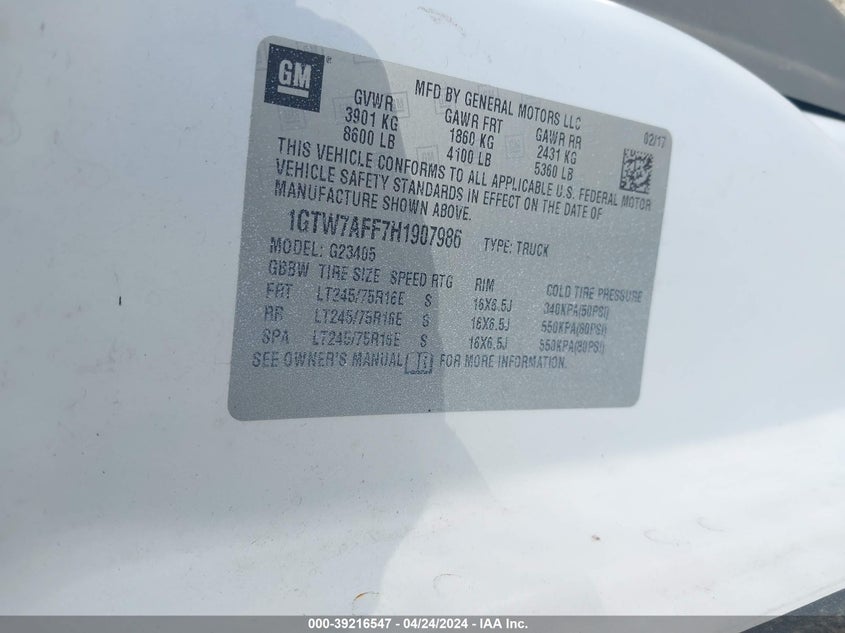 GM ®
MFD BY GENERAL MOTORS LLC 02/17
GVWR GAWR FRT GAWR RR
3901 KG 1860 KG 2431 KG
8600 LB 4100 LB 5360 LB
THIS VEHICLE CONFORMS TO ALL APPLICABLE U.S. FEDERAL MOTOR
VEHICLE SAFETY STANDARDS IN EFFECT ON THE DATE OF
MANUFACTURE SHOWN ABOVE.
1GTW7AFF7H1907986 TYPE: TRUCK
MODEL: G23405
GBBW TIRE SIZE SPEED RTG RIM COLD TIRE PRESSURE
FRT LT245/75R16E S 16X6.5J 340KPA(50PSI)
RR LT245/75R16E S 16X6.5J 550KPA(80PSI)
SPA LT245/75R16E S 16X6.5J 550KPA(80PSI)
SEE OWNER'S MANUAL FOR MORE INFORMATION.
000-39216547 - 04/24/2024 - IAA Inc.